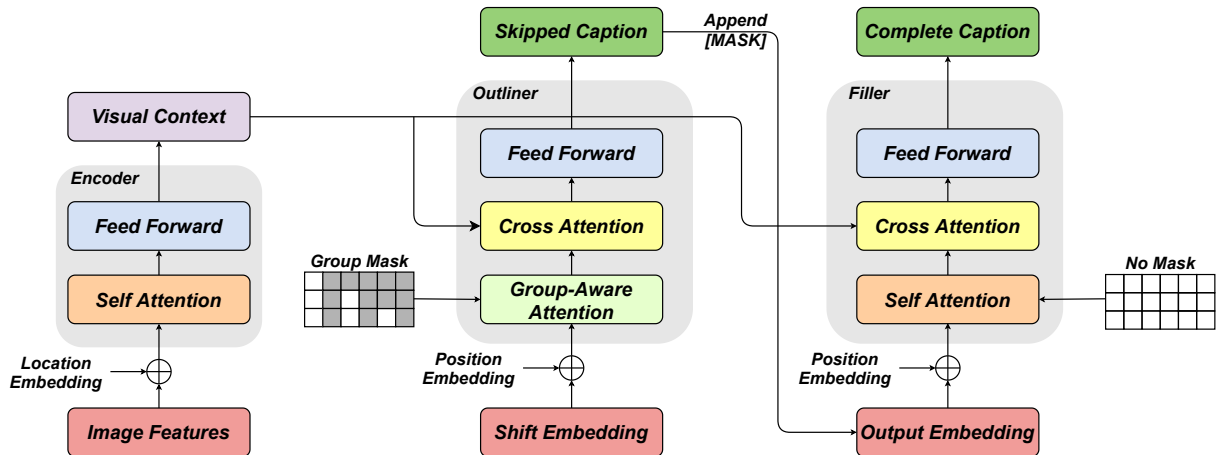 Skipped Caption
Append
[MASK]
Complete Caption
Outliner
Filler
Visual Context
Feed Forward
Feed Forward
Encoder
Feed Forward
Cross Attention
Cross Attention
Group Mask
No Mask
Self Attention
Group-Aware
Attention
Self Attention
Location
Embedding
Position
Embedding
Position
Embedding
Image Features
Shift Embedding
Output Embedding